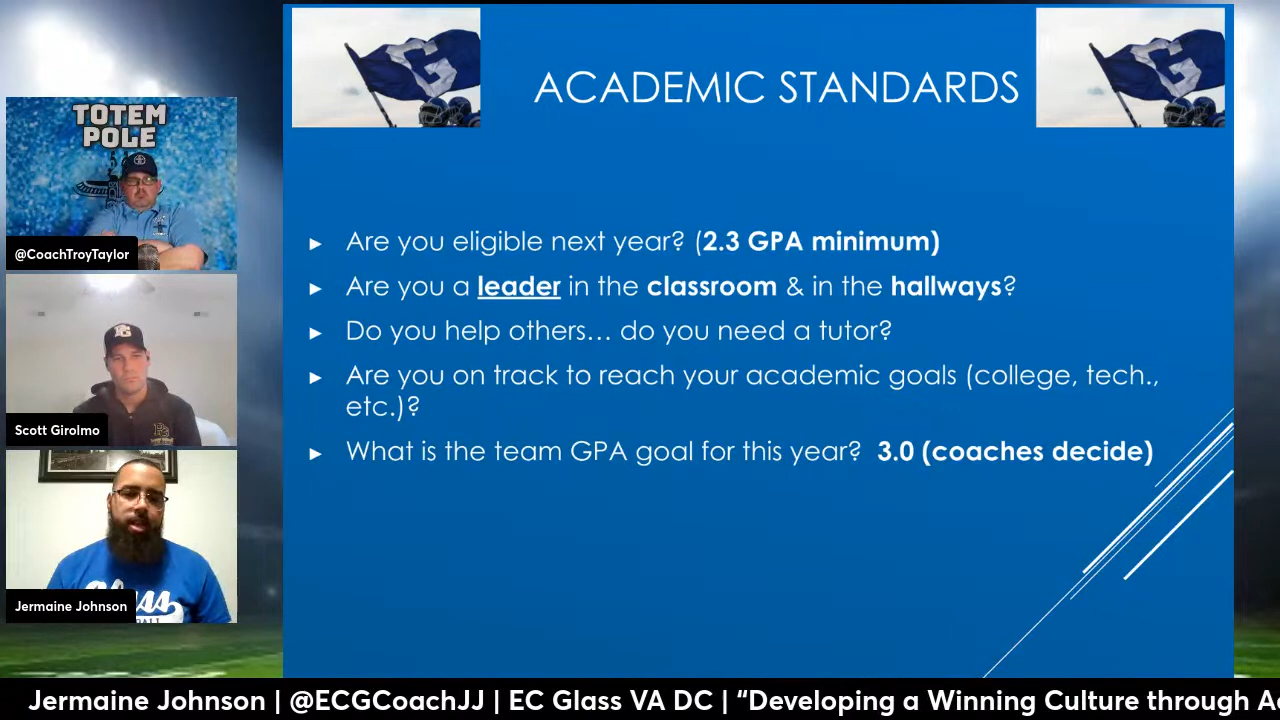 ACADEMIC STANDARDS
► Are you eligible next year? (2.3 GPA minimum)
► Are you a leader in the classroom & in the hallways?
► Do you help others… do you need a tutor?
► Are you on track to reach your academic goals (college, tech.,
etc.)?
► What is the team GPA goal for this year? 3.0 (coaches decide)
TOTEM
POLE
@CoachTroyTaylor
PG
Scott Girolmo
Glass
Jermaine Johnson
G
G
Jermaine Johnson | @ECGCoachJJ | EC Glass VA DC | “Developing a Winning Culture through A